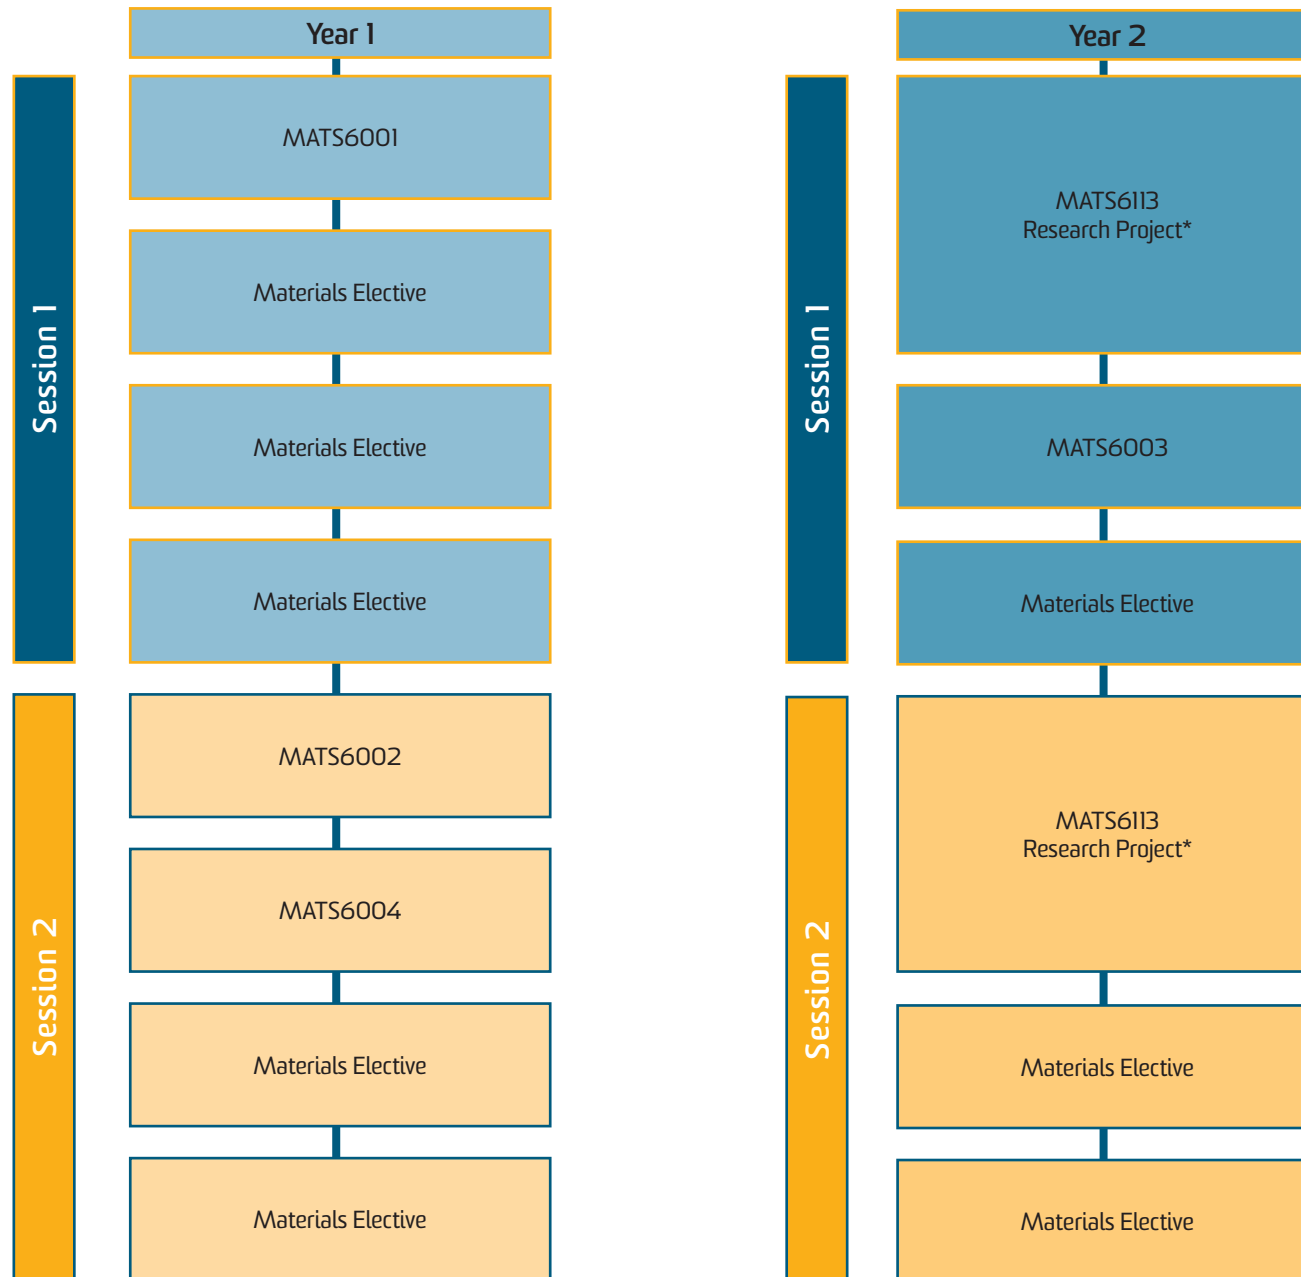 Year 1
Session 1
MATS6001
Materials Elective
Materials Elective
Materials Elective
Session 2
MATS6002
MATS6004
Materials Elective
Materials Elective
Year 2
Session 1
MATS6113
Research Project*
MATS6003
Materials Elective
Session 2
MATS6113
Research Project*
Materials Elective
Materials Elective